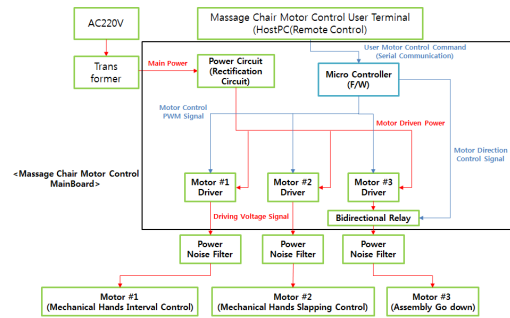 AC220V
Massage Chair Motor Control User Terminal
(HostPC(Remote Control)
Trans
former
Main Power
Power Circuit
(Rectification
Circuit)
User Motor Control Command
(Serial Communication)
Micro Controller
(F/W)
Motor Control
PWM Signal
Motor Driven Power
Motor Direction
Control Signal
<Massage Chair Motor Control
MainBoard>
Motor #1
Driver
Motor #2
Driver
Motor #3
Driver
Driving Voltage Signal
Bidirectional Relay
Power
Noise Filter
Power
Noise Filter
Power
Noise Filter
Motor #1
(Mechanical Hands Interval Control)
Motor #2
(Mechanical Hands Slapping Control)
Motor #3
(Assembly Go down)